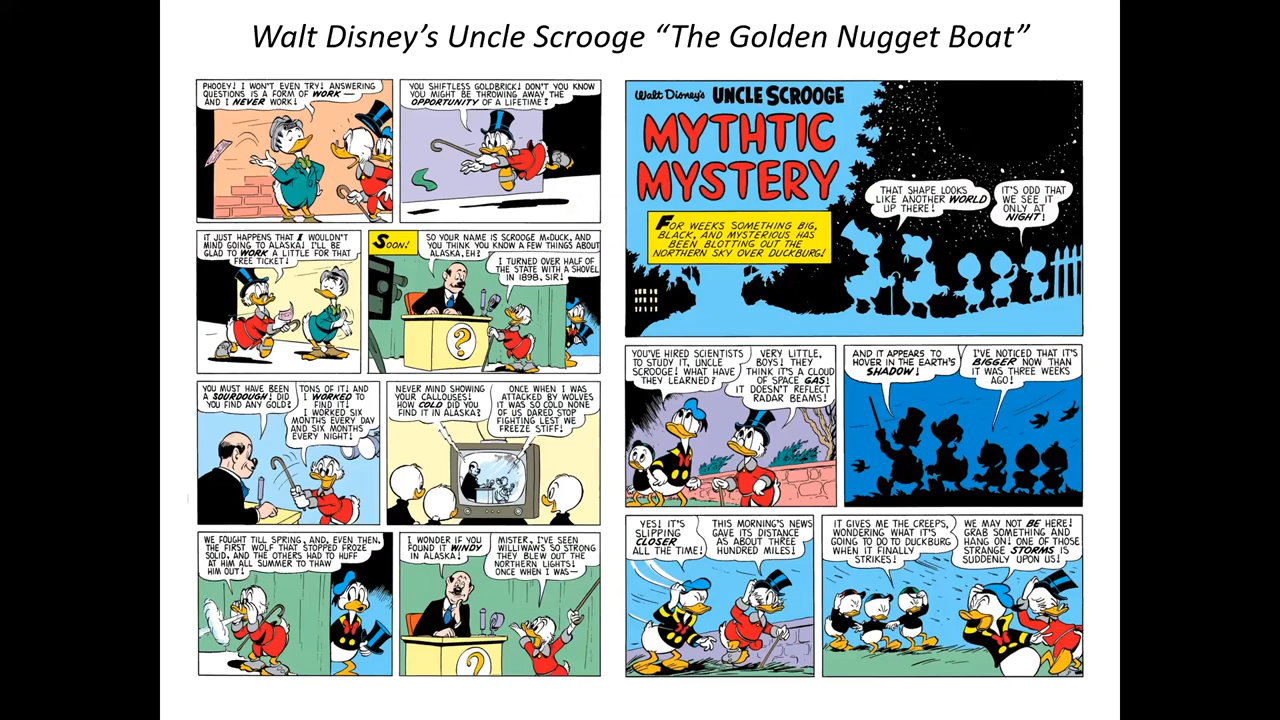 Walt Disney's Uncle Scrooge “The Golden Nugget Boat”
PHOOEY! I WON'T EVEN TRY! ANSWERING
QUESTIONS IS A FORM OF WORK —
AND I NEVER WORK!
YOU SHIFTLESS GOLDBRICK! DON'T YOU KNOW
YOU MIGHT BE THROWING AWAY THE
OPPORTUNITY OF A LIFETIME?
IT JUST HAPPENS THAT I WOULDN'T
MIND GOING TO ALASKA! I'LL BE
GLAD TO WORK A LITTLE FOR THAT
FREE TICKET!
SOON!
SO YOUR NAME IS SCROOGE McDUCK, AND
YOU THINK YOU KNOW A FEW THINGS ABOUT
ALASKA, EH?
I TURNED OVER HALF OF
THE STATE WITH A SHOVEL
IN 1898, SIR!
?
YOU MUST HAVE BEEN
A SOURDOUGH! DID
YOU FIND ANY GOLD?
TONS OF IT! AND
I WORKED TO
FIND IT!
I WORKED SIX
MONTHS EVERY DAY
AND SIX MONTHS
EVERY NIGHT!
NEVER MIND SHOWING
YOUR CALLOUSES!
HOW COLD DID YOU
FIND IT IN ALASKA?
ONCE WHEN I WAS
ATTACKED BY WOLVES
IT WAS SO COLD NONE
OF US DARED STOP
FIGHTING LEST WE
FREEZE STIFF!
WE FOUGHT TILL SPRING, AND, EVEN THEN,
THE FIRST WOLF THAT STOPPED FROZE
SOLID, AND THE OTHERS HAD TO HUFF
AT HIM ALL SUMMER TO THAW
HIM OUT!
I WONDER IF YOU
FOUND IT WINDY
IN ALASKA!
MISTER, I'VE SEEN
WILLIWAWS SO STRONG
THEY BLEW OUT THE
NORTHERN LIGHTS!
ONCE WHEN I WAS—
?
Walt Disney's UNCLE SCROOGE
MYTHTIC
MYSTERY
FOR WEEKS SOMETHING BIG,
BLACK, AND MYSTERIOUS HAS
BEEN BLOTTING OUT THE
NORTHERN SKY OVER DUCKBURG!
THAT SHAPE LOOKS
LIKE ANOTHER WORLD
UP THERE!
IT'S ODD THAT
WE SEE IT
ONLY AT
NIGHT!
YOU'VE HIRED SCIENTISTS
TO STUDY IT, UNCLE
SCROOGE! WHAT HAVE
THEY LEARNED?
VERY LITTLE,
BOYS! THEY
THINK IT'S A CLOUD
OF SPACE GAS!
IT DOESN'T REFLECT
RADAR BEAMS!
AND IT APPEARS TO
HOVER IN THE EARTH'S
SHADOW!
I'VE NOTICED THAT IT'S
BIGGER NOW THAN
IT WAS THREE WEEKS
AGO!
YES! IT'S
SLIPPING
CLOSER
ALL THE TIME!
THIS MORNING'S NEWS
GAVE ITS DISTANCE
AS ABOUT THREE
HUNDRED MILES!
IT GIVES ME THE CREEPS,
WONDERING WHAT IT'S
GOING TO DO TO DUCKBURG
WHEN IT FINALLY
STRIKES!
WE MAY NOT BE HERE!
GRAB SOMETHING AND
HANG ON! ONE OF THOSE
STRANGE STORMS IS
SUDDENLY UPON US!